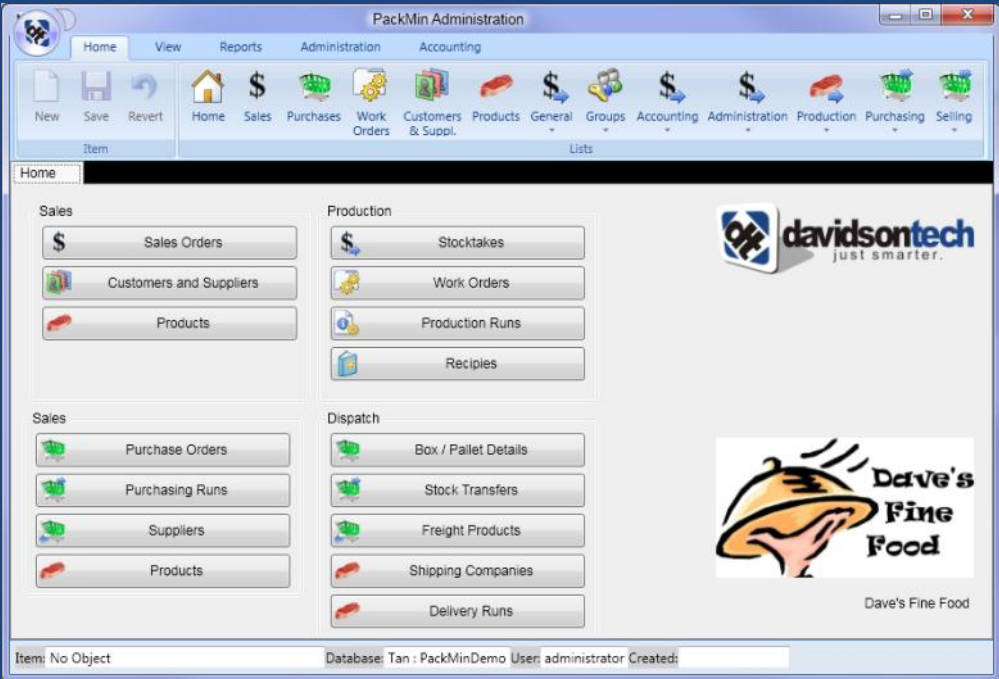 PackMin Administration
Home View Reports Administration Accounting
New Save Revert Home Sales Purchases Work Orders Customers & Suppl. Products General Groups Accounting Administration Production Purchasing Selling
Item Lists
Home
Sales Production
Sales Orders Stocktakes
Customers and Suppliers Work Orders
Products Production Runs
Recipies
davidsontech
just smarter.
Sales Dispatch
Purchase Orders Box / Pallet Details
Purchasing Runs Stock Transfers
Suppliers Freight Products
Products Shipping Companies
Delivery Runs
Dave's
Fine
Food
Dave's Fine Food
Item: No Object Database: Tan : PackMinDemo User: administrator Created: